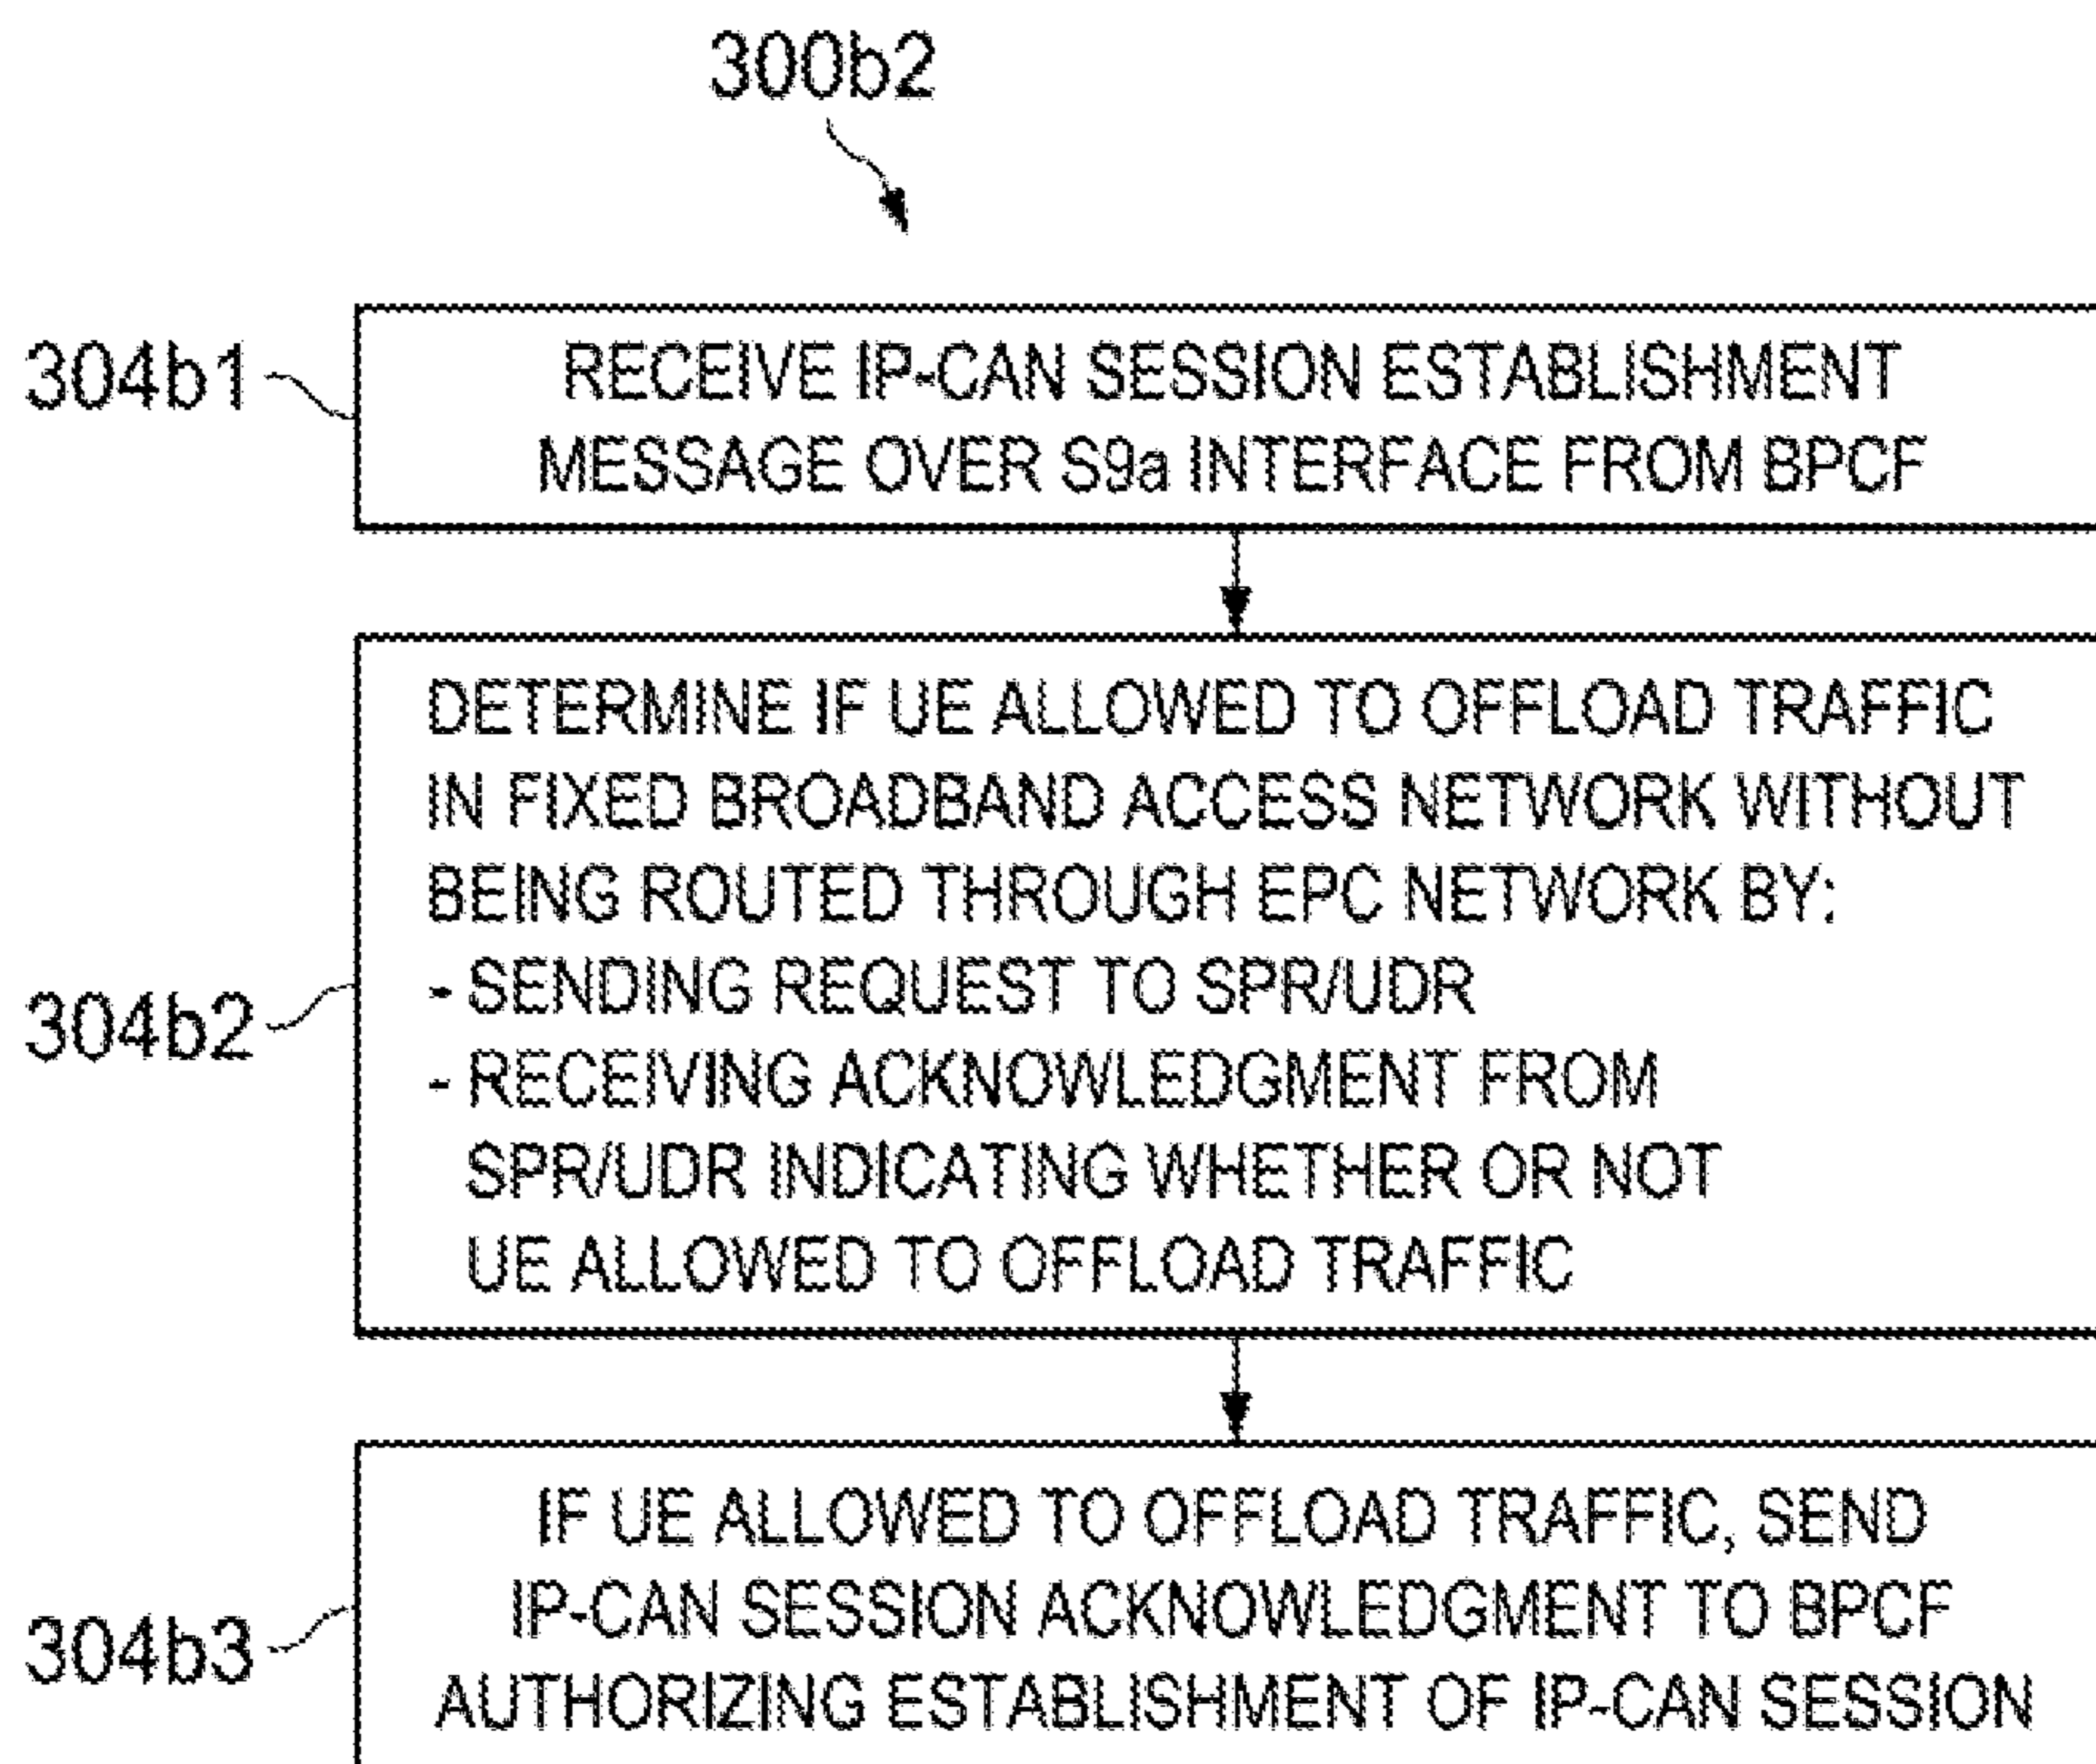 300b2
304b1
RECEIVE IP-CAN SESSION ESTABLISHMENT
MESSAGE OVER S9a INTERFACE FROM BPCF
304b2
DETERMINE IF UE ALLOWED TO OFFLOAD TRAFFIC
IN FIXED BROADBAND ACCESS NETWORK WITHOUT
BEING ROUTED THROUGH EPC NETWORK BY:
- SENDING REQUEST TO SPR/UDR
- RECEIVING ACKNOWLEDGMENT FROM
SPR/UDR INDICATING WHETHER OR NOT
UE ALLOWED TO OFFLOAD TRAFFIC
304b3
IF UE ALLOWED TO OFFLOAD TRAFFIC, SEND
IP-CAN SESSION ACKNOWLEDGMENT TO BPCF
AUTHORIZING ESTABLISHMENT OF IP-CAN SESSION